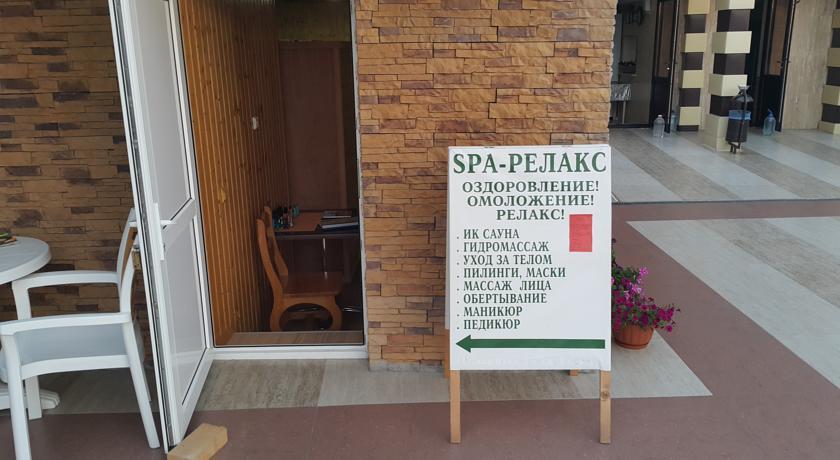 SPA-РЕЛАКС
ОЗДОРОВЛЕНИЕ!
ОМОЛОЖЕНИЕ!
РЕЛАКС!
. ИК САУНА
. ГИДРОМАССАЖ
. УХОД ЗА ТЕЛОМ
. ПИЛИНГИ, МАСКИ
. МАССАЖ ЛИЦА
. ОБЕРТЫВАНИЕ
. МАНИКЮР
. ПЕДИКЮР